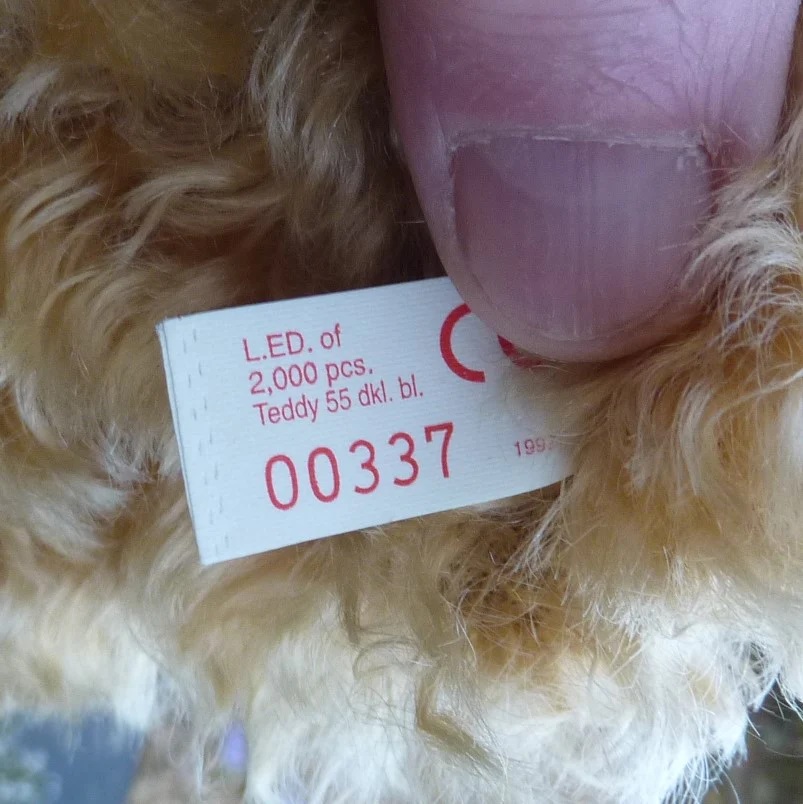 L.ED. of
2,000 pcs.
Teddy 55 dkl. bl.
00337